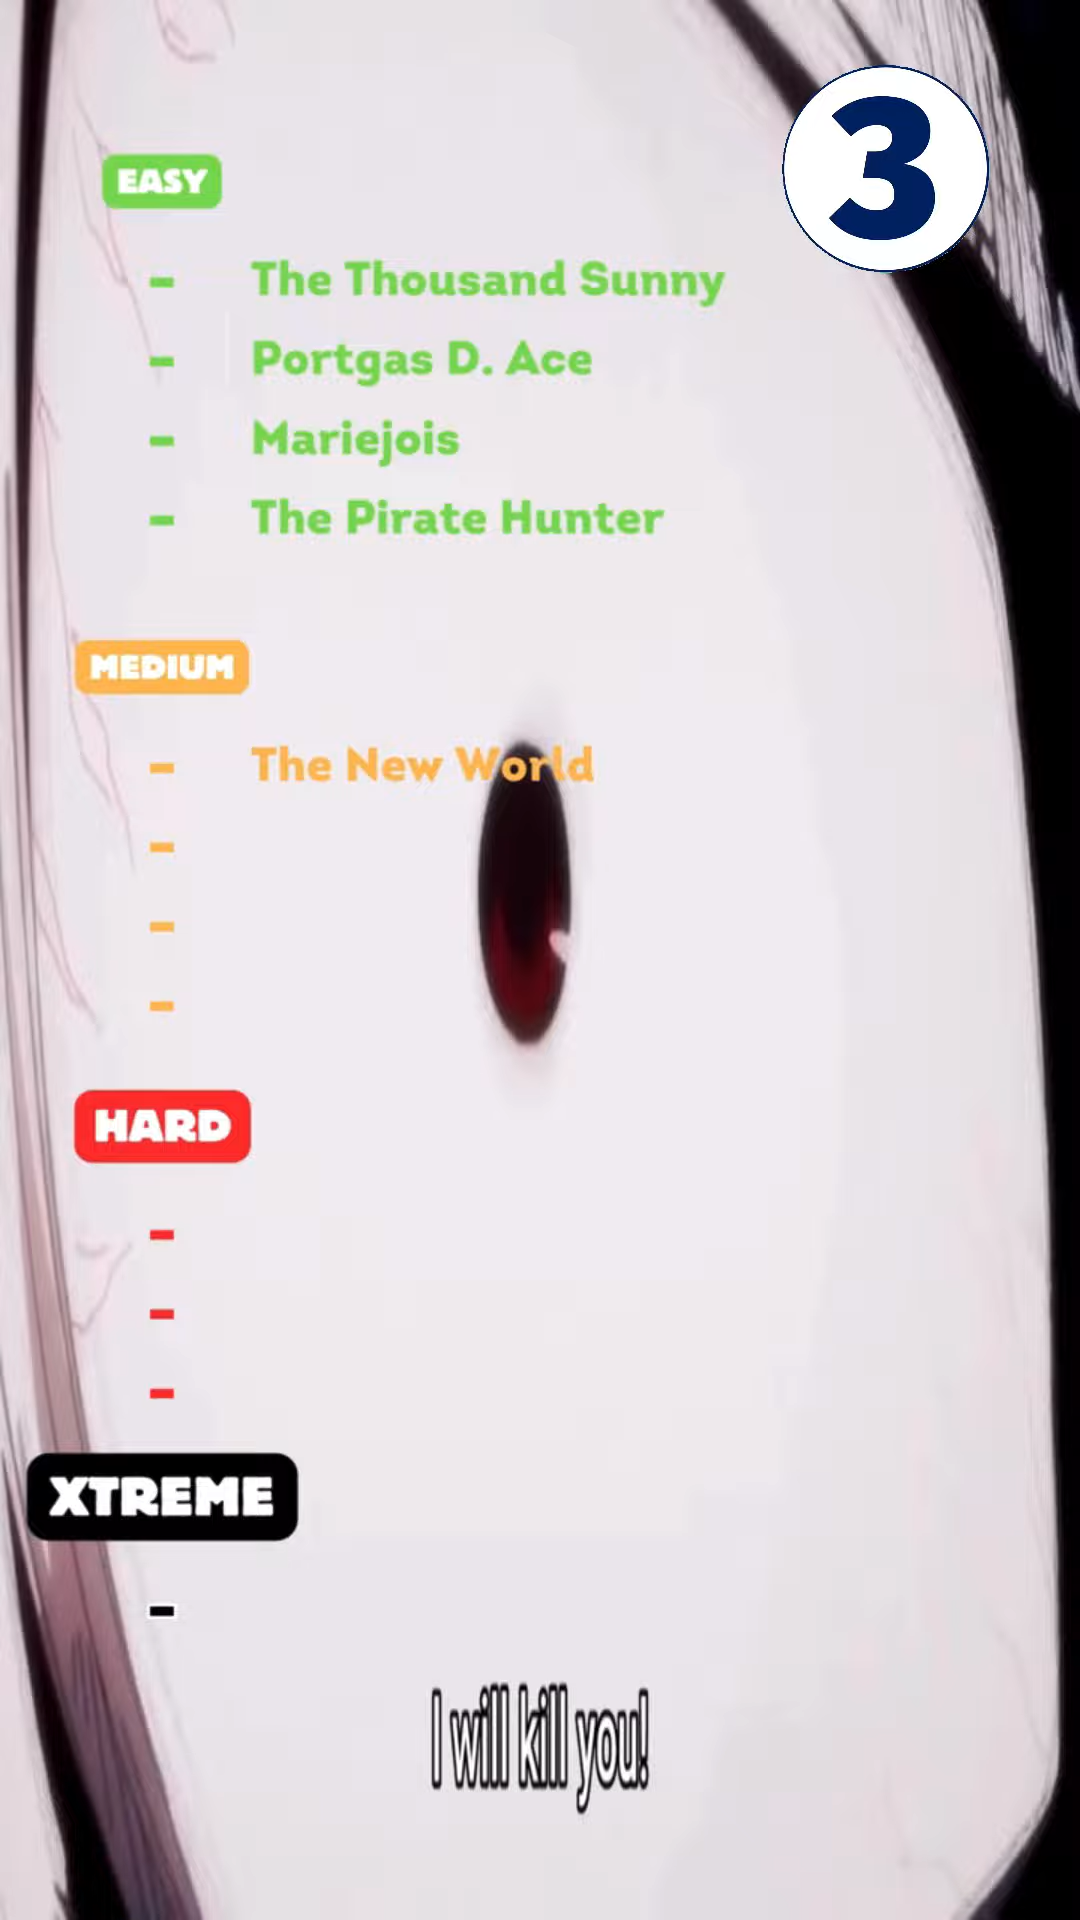 3
EASY
- The Thousand Sunny
- Portgas D. Ace
- Mariejois
- The Pirate Hunter
MEDIUM
- The New World
-
-
-
HARD
-
-
-
XTREME
-
I will kill you!